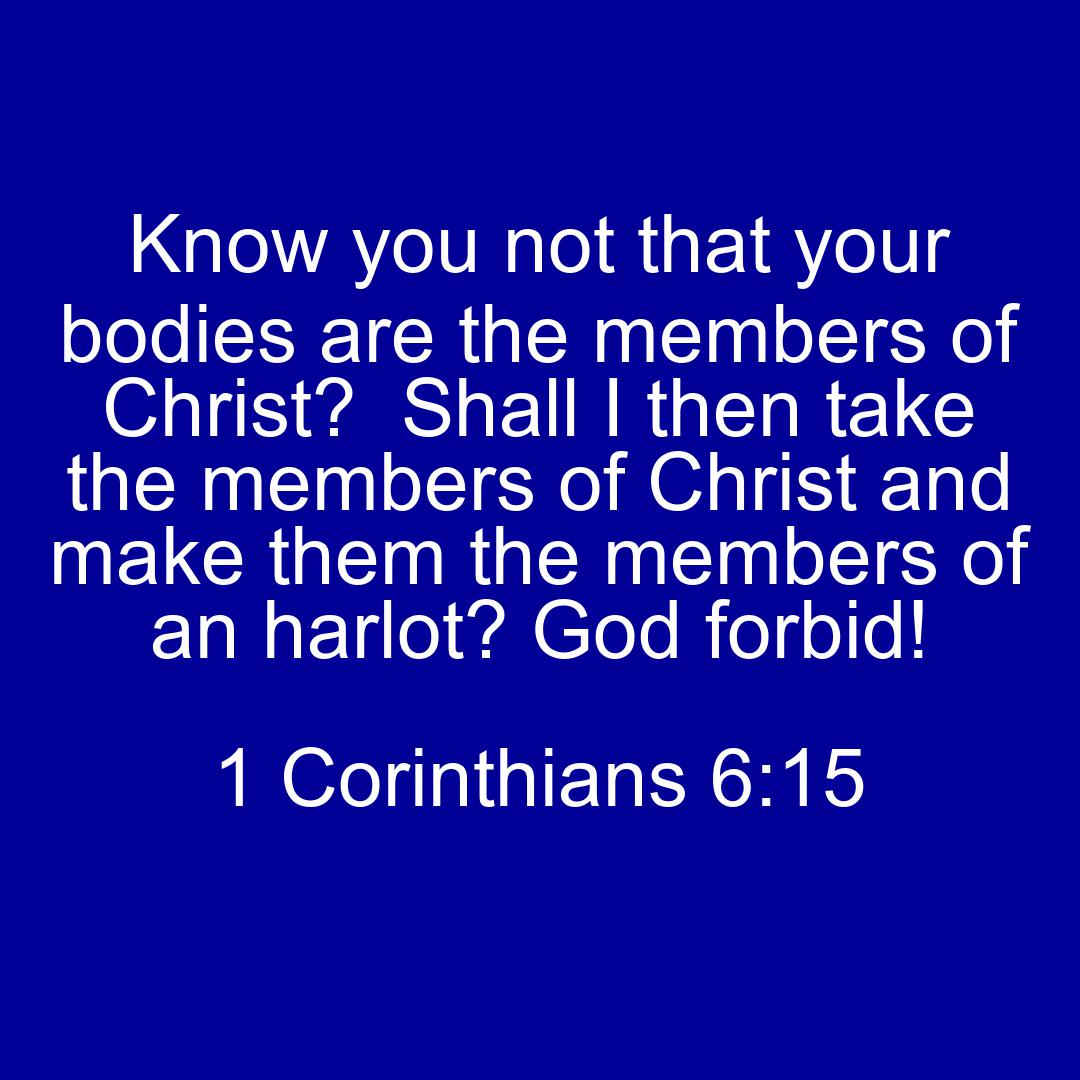 Know you not that your
bodies are the members of
Christ?  Shall I then take
the members of Christ and
make them the members of
an harlot? God forbid!
1 Corinthians 6:15